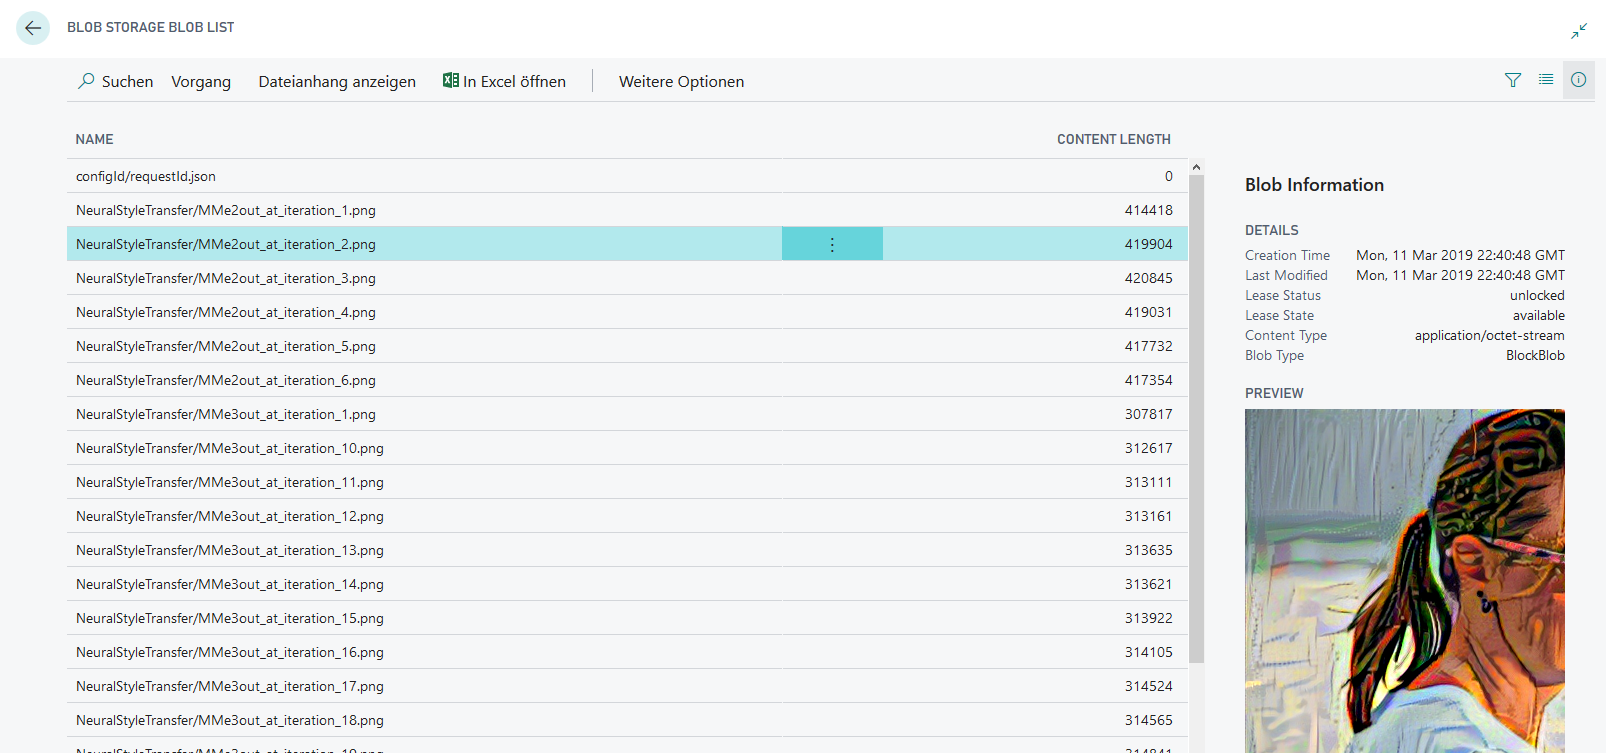 BLOB STORAGE BLOB LIST
Suchen Vorgang Dateianhang anzeigen In Excel öffnen Weitere Optionen
NAME CONTENT LENGTH
configId/requestId.json 0
NeuralStyleTransfer/MMe2out_at_iteration_1.png 414418
NeuralStyleTransfer/MMe2out_at_iteration_2.png 419904
NeuralStyleTransfer/MMe2out_at_iteration_3.png 420845
NeuralStyleTransfer/MMe2out_at_iteration_4.png 419031
NeuralStyleTransfer/MMe2out_at_iteration_5.png 417732
NeuralStyleTransfer/MMe2out_at_iteration_6.png 417354
NeuralStyleTransfer/MMe3out_at_iteration_1.png 307817
NeuralStyleTransfer/MMe3out_at_iteration_10.png 312617
NeuralStyleTransfer/MMe3out_at_iteration_11.png 313111
NeuralStyleTransfer/MMe3out_at_iteration_12.png 313161
NeuralStyleTransfer/MMe3out_at_iteration_13.png 313635
NeuralStyleTransfer/MMe3out_at_iteration_14.png 313621
NeuralStyleTransfer/MMe3out_at_iteration_15.png 313922
NeuralStyleTransfer/MMe3out_at_iteration_16.png 314105
NeuralStyleTransfer/MMe3out_at_iteration_17.png 314524
NeuralStyleTransfer/MMe3out_at_iteration_18.png 314565
Blob Information
DETAILS
Creation Time Mon, 11 Mar 2019 22:40:48 GMT
Last Modified Mon, 11 Mar 2019 22:40:48 GMT
Lease Status unlocked
Lease State available
Content Type application/octet-stream
Blob Type BlockBlob
PREVIEW